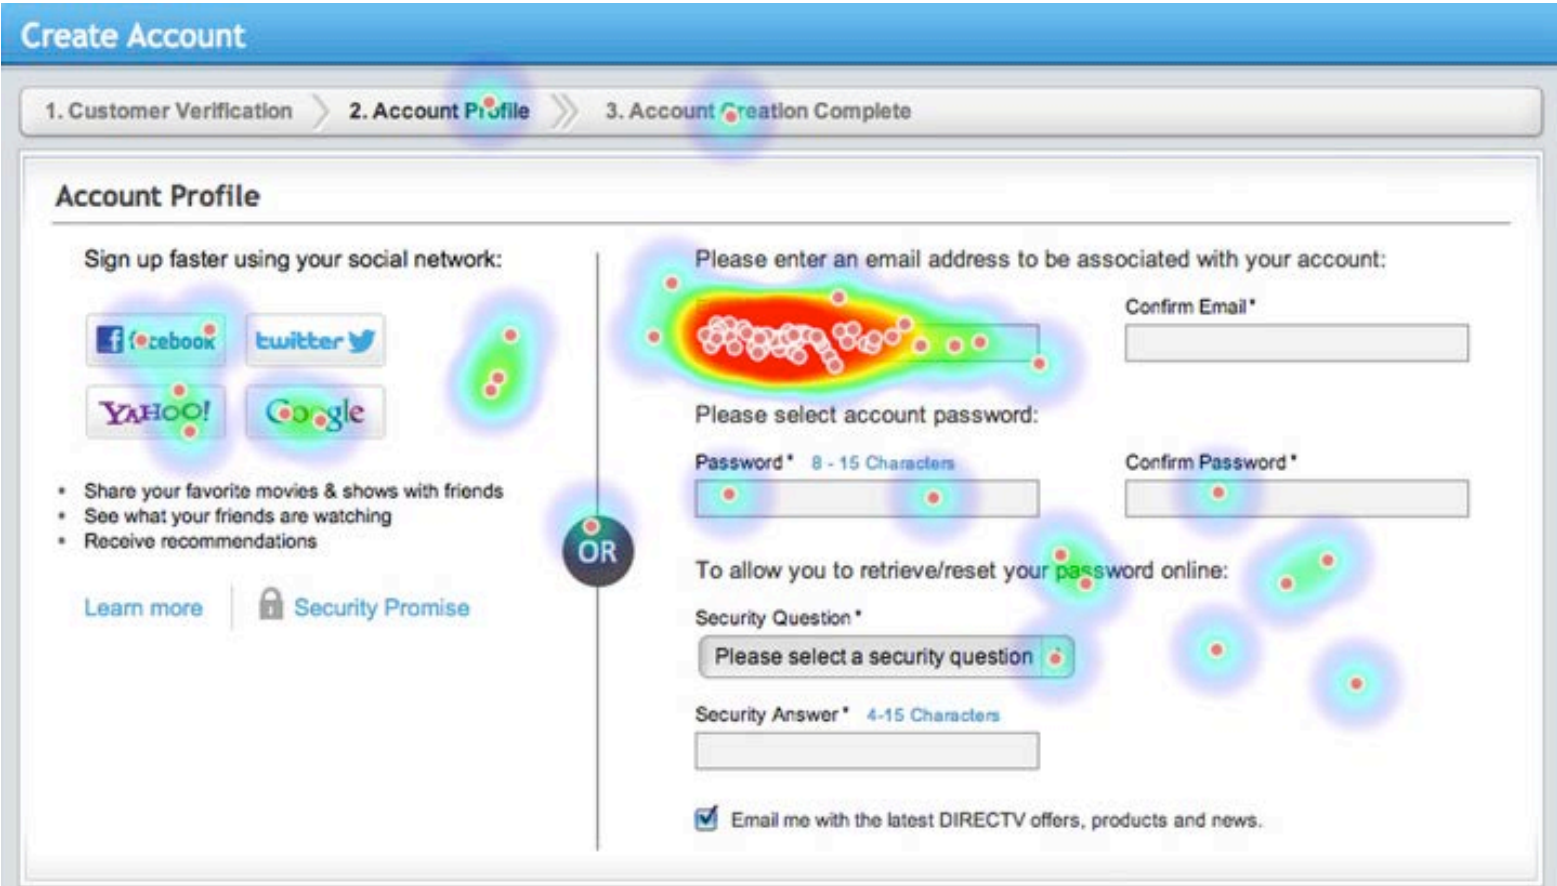 Create Account
1. Customer Verification
2. Account Profile
3. Account Creation Complete
Account Profile
Sign up faster using your social network:
facebook
twitter
YAHOO!
Google
Share your favorite movies & shows with friends
See what your friends are watching
Receive recommendations
Learn more
Security Promise
OR
Please enter an email address to be associated with your account:
Confirm Email*
Please select account password:
Password* 8 - 15 Characters
Confirm Password*
To allow you to retrieve/reset your password online:
Security Question*
Please select a security question
Security Answer* 4-15 Characters
Email me with the latest DIRECTV offers, products and news.